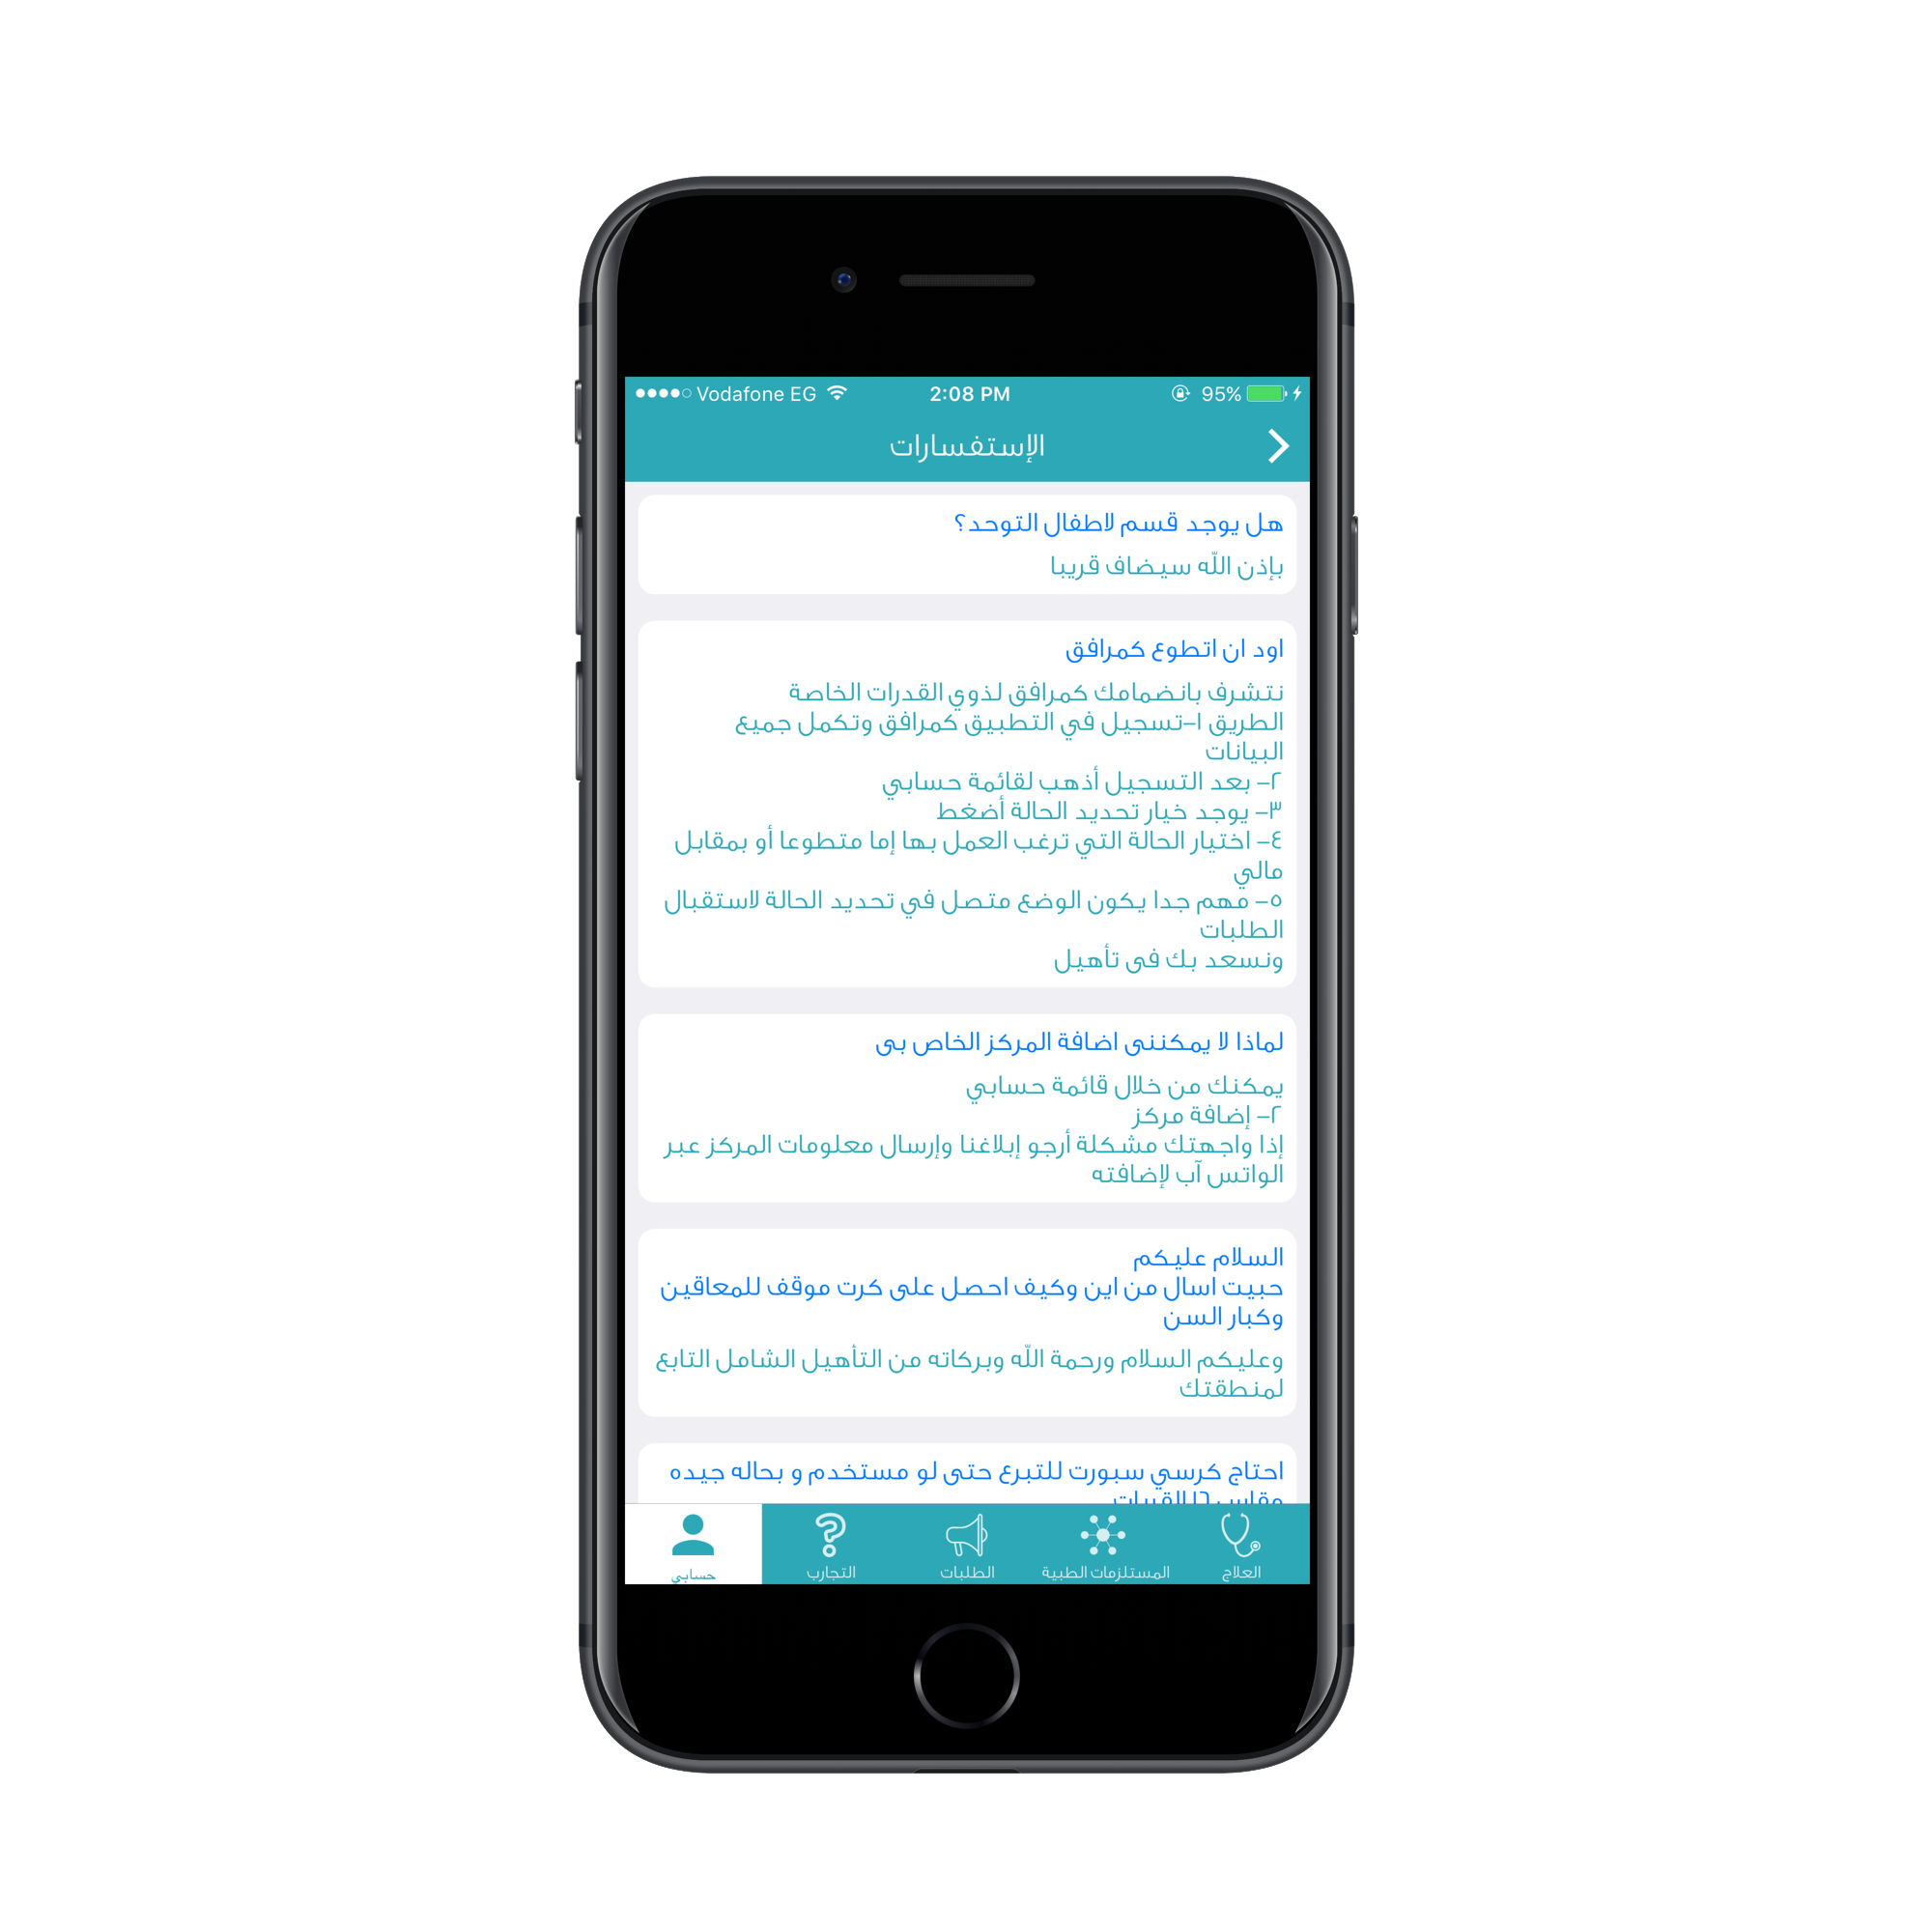 Vodafone EG 2:08 PM 95%
الإستفسارات
هل يوجد قسم لاطفال التوحد؟
بإذن الله سيضاف قريبا
اود ان اتطوع كمرافق
نتشرف بانضمامك كمرافق لذوي القدرات الخاصة
الطريق ١-تسجيل في التطبيق كمرافق وتكمل جميع
البيانات
٢- بعد التسجيل أذهب لقائمة حسابي
٣- يوجد خيار تحديد الحالة أضغط
٤- اختيار الحالة التي ترغب العمل بها إما متطوعا أو بمقابل
مالي
٥- مهم جدا يكون الوضع متصل في تحديد الحالة لاستقبال
الطلبات
ونسعد بك فى تأهيل
لماذا لا يمكننى اضافة المركز الخاص بى
يمكنك من خلال قائمة حسابي
٢- إضافة مركز
إذا واجهتك مشكلة أرجو إبلاغنا وإرسال معلومات المركز عبر
الواتس آب لإضافته
السلام عليكم
حبيت اسال من اين وكيف احصل على كرت موقف للمعاقين
وكبار السن
وعليكم السلام ورحمة الله وبركاته من التأهيل الشامل التابع
لمنطقتك
احتاج كرسي سبورت للتبرع حتى لو مستخدم و بحاله جيده
العلاج
المستلزمات الطبية
الطلبات
التجارب
حسابي